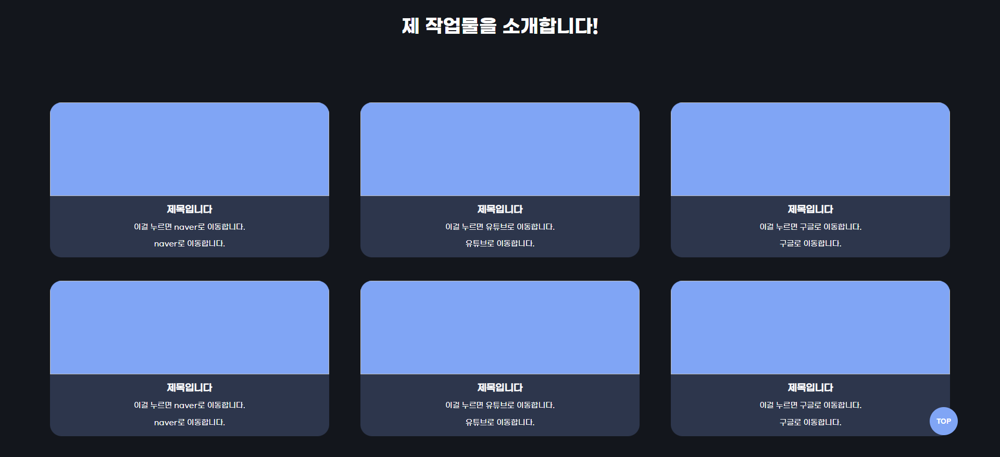 제 작업물을 소개합니다!
제목입니다
이걸 누르면 naver로 이동합니다.
naver로 이동합니다.
제목입니다
이걸 누르면 유튜브로 이동합니다.
유튜브로 이동합니다.
제목입니다
이걸 누르면 구글로 이동합니다.
구글로 이동합니다.
제목입니다
이걸 누르면 naver로 이동합니다.
naver로 이동합니다.
제목입니다
이걸 누르면 유튜브로 이동합니다.
유튜브로 이동합니다.
제목입니다
이걸 누르면 구글로 이동합니다.
구글로 이동합니다.
TOP